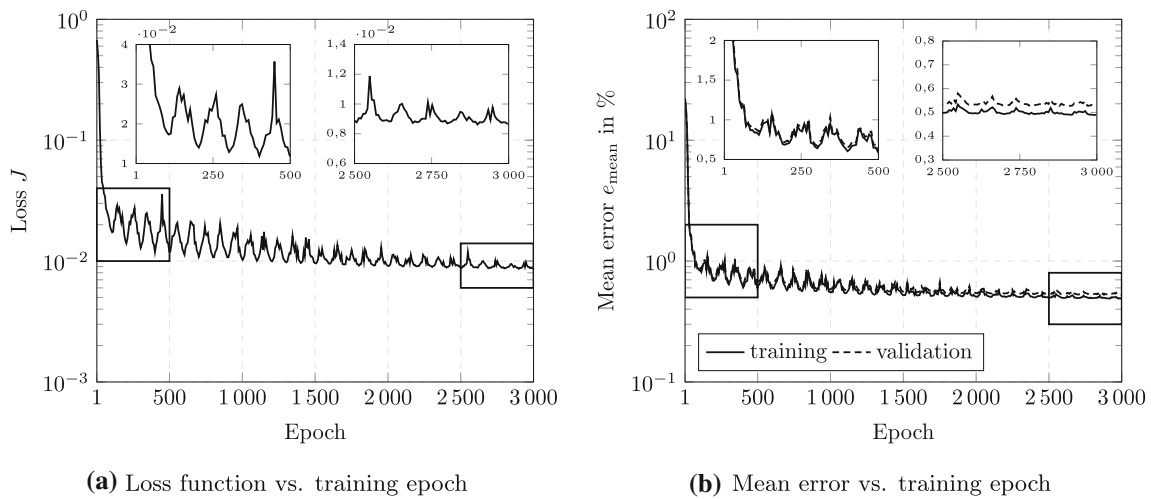 10^0
10^−1
10^−2
10^−3
Loss J
1 500 1 000 1 500 2 000 2 500 3 000
Epoch
·10^−2
4
3
2
1
1 250 500
·10^−2
1,4
1,2
1
0,8
0,6
2 500 2 750 3 000
(a) Loss function vs. training epoch
10^2
10^1
10^0
10^−1
Mean error e_mean in %
1 500 1 000 1 500 2 000 2 500 3 000
Epoch
2
1,5
1
0,5
1 250 500
0,8
0,7
0,6
0,5
0,4
0,3
2 500 2 750 3 000
training validation
(b) Mean error vs. training epoch